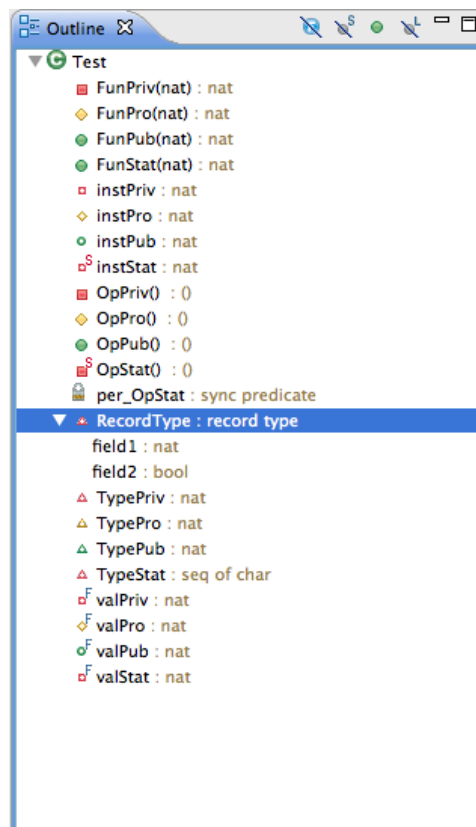 Outline
S L
C Test
FunPriv(nat) : nat
FunPro(nat) : nat
FunPub(nat) : nat
FunStat(nat) : nat
instPriv : nat
instPro : nat
instPub : nat
S instStat : nat
OpPriv() : ()
OpPro() : ()
OpPub() : ()
S OpStat() : ()
per_OpStat : sync predicate
RecordType : record type
field1 : nat
field2 : bool
TypePriv : nat
TypePro : nat
TypePub : nat
TypeStat : seq of char
F valPriv : nat
F valPro : nat
F valPub : nat
F valStat : nat